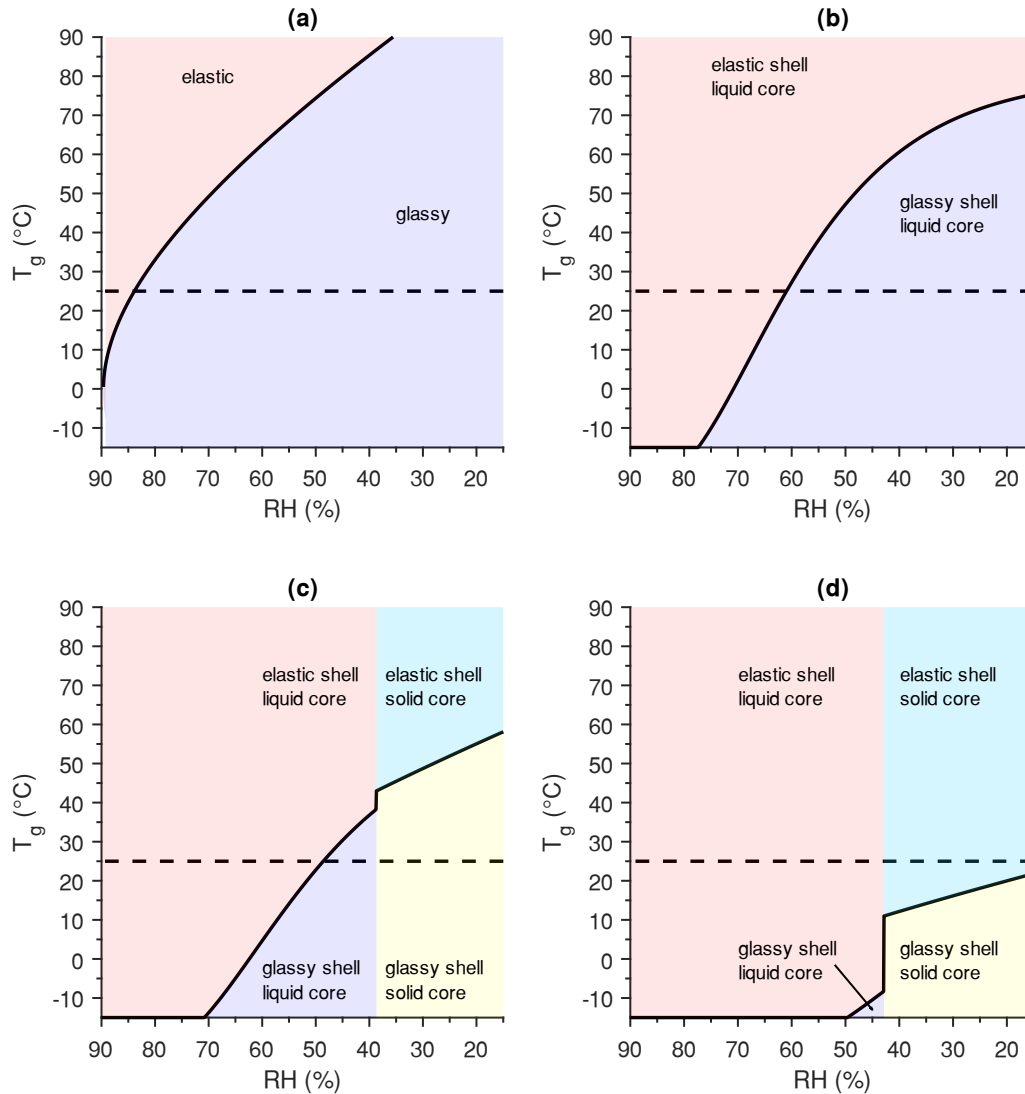 (a)
90
80
70
60
50
40
30
20
10
0
-10
T_g (°C)
elastic
glassy
90 80 70 60 50 40 30 20
RH (%)
(b)
90
80
70
60
50
40
30
20
10
0
-10
T_g (°C)
elastic shell
liquid core
glassy shell
liquid core
90 80 70 60 50 40 30 20
RH (%)
(c)
90
80
70
60
50
40
30
20
10
0
-10
T_g (°C)
elastic shell
liquid core
elastic shell
solid core
glassy shell
liquid core
glassy shell
solid core
90 80 70 60 50 40 30 20
RH (%)
(d)
90
80
70
60
50
40
30
20
10
0
-10
T_g (°C)
elastic shell
liquid core
elastic shell
solid core
glassy shell
liquid core
glassy shell
solid core
90 80 70 60 50 40 30 20
RH (%)